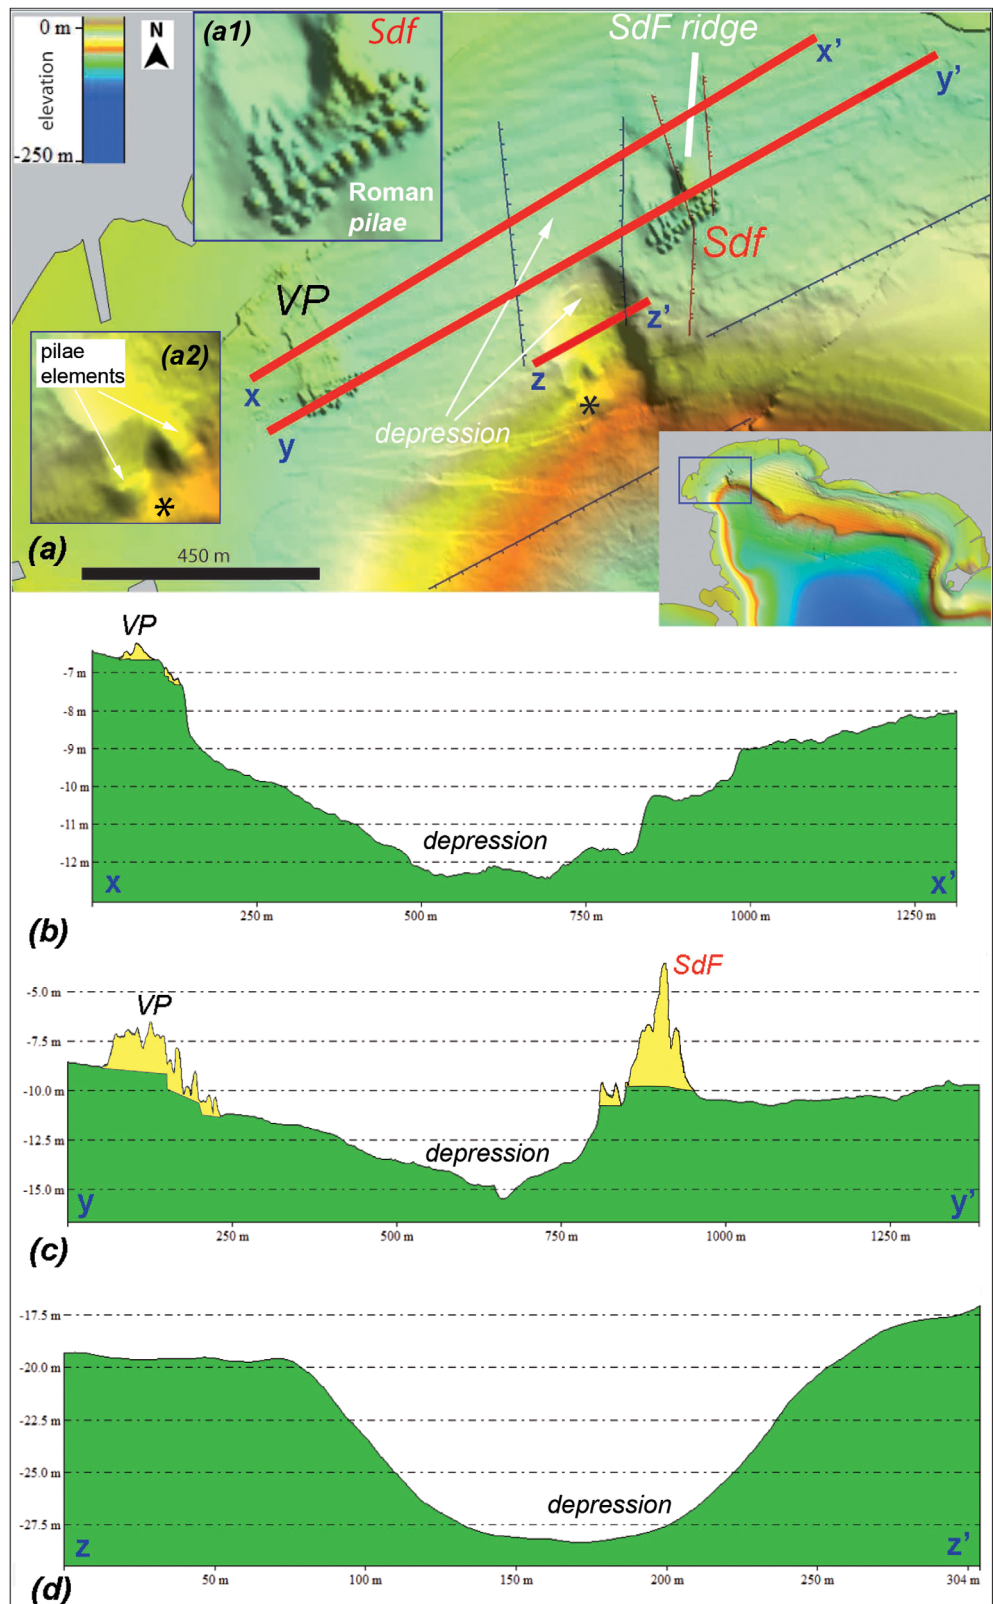 0 m
elevation
-250 m
N
(a1)
Sdf
Roman
pilae
SdF ridge
x'
y'
Sdf
VP
z'
z
x
y
depression
*
pilae
elements
(a2)
*
(a)
450 m
VP
-7 m
-8 m
-9 m
-10 m
-11 m
-12 m
depression
x
x'
250 m
500 m
750 m
1000 m
1250 m
(b)
SdF
VP
-5.0 m
-7.5 m
-10.0 m
-12.5 m
-15.0 m
depression
y
y'
250 m
500 m
750 m
1000 m
1250 m
(c)
-17.5 m
-20.0 m
-22.5 m
-25.0 m
-27.5 m
depression
z
z'
50 m
100 m
150 m
200 m
250 m
304 m
(d)